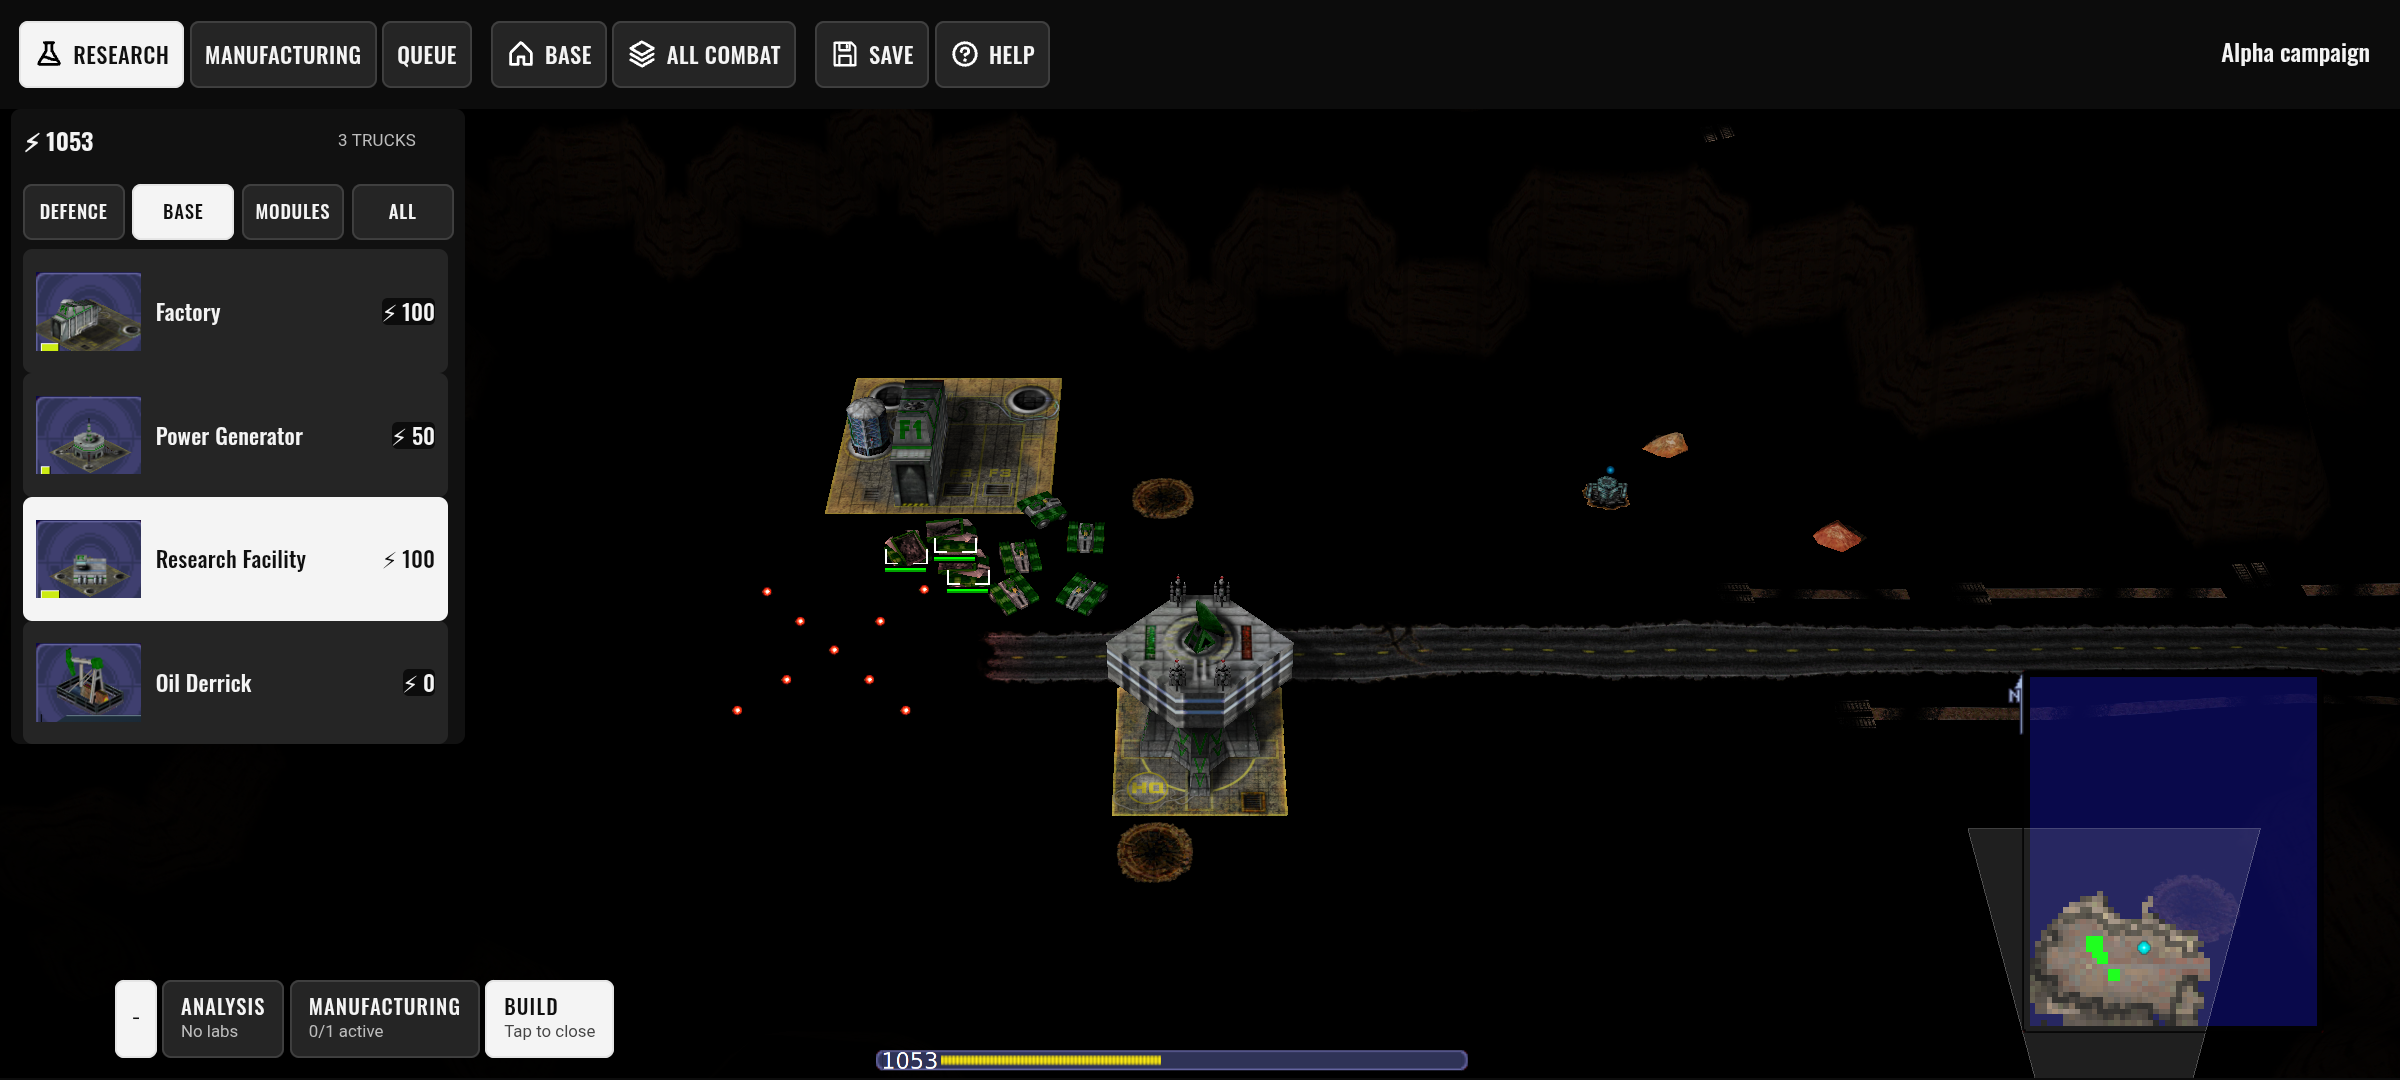 RESEARCH
MANUFACTURING
QUEUE
BASE
ALL COMBAT
SAVE
HELP
Alpha campaign
1053
3 TRUCKS
DEFENCE
BASE
MODULES
ALL
Factory
100
Power Generator
50
Research Facility
100
Oil Derrick
0
F1
HQ
N
-
ANALYSIS
No labs
MANUFACTURING
0/1 active
BUILD
Tap to close
1053